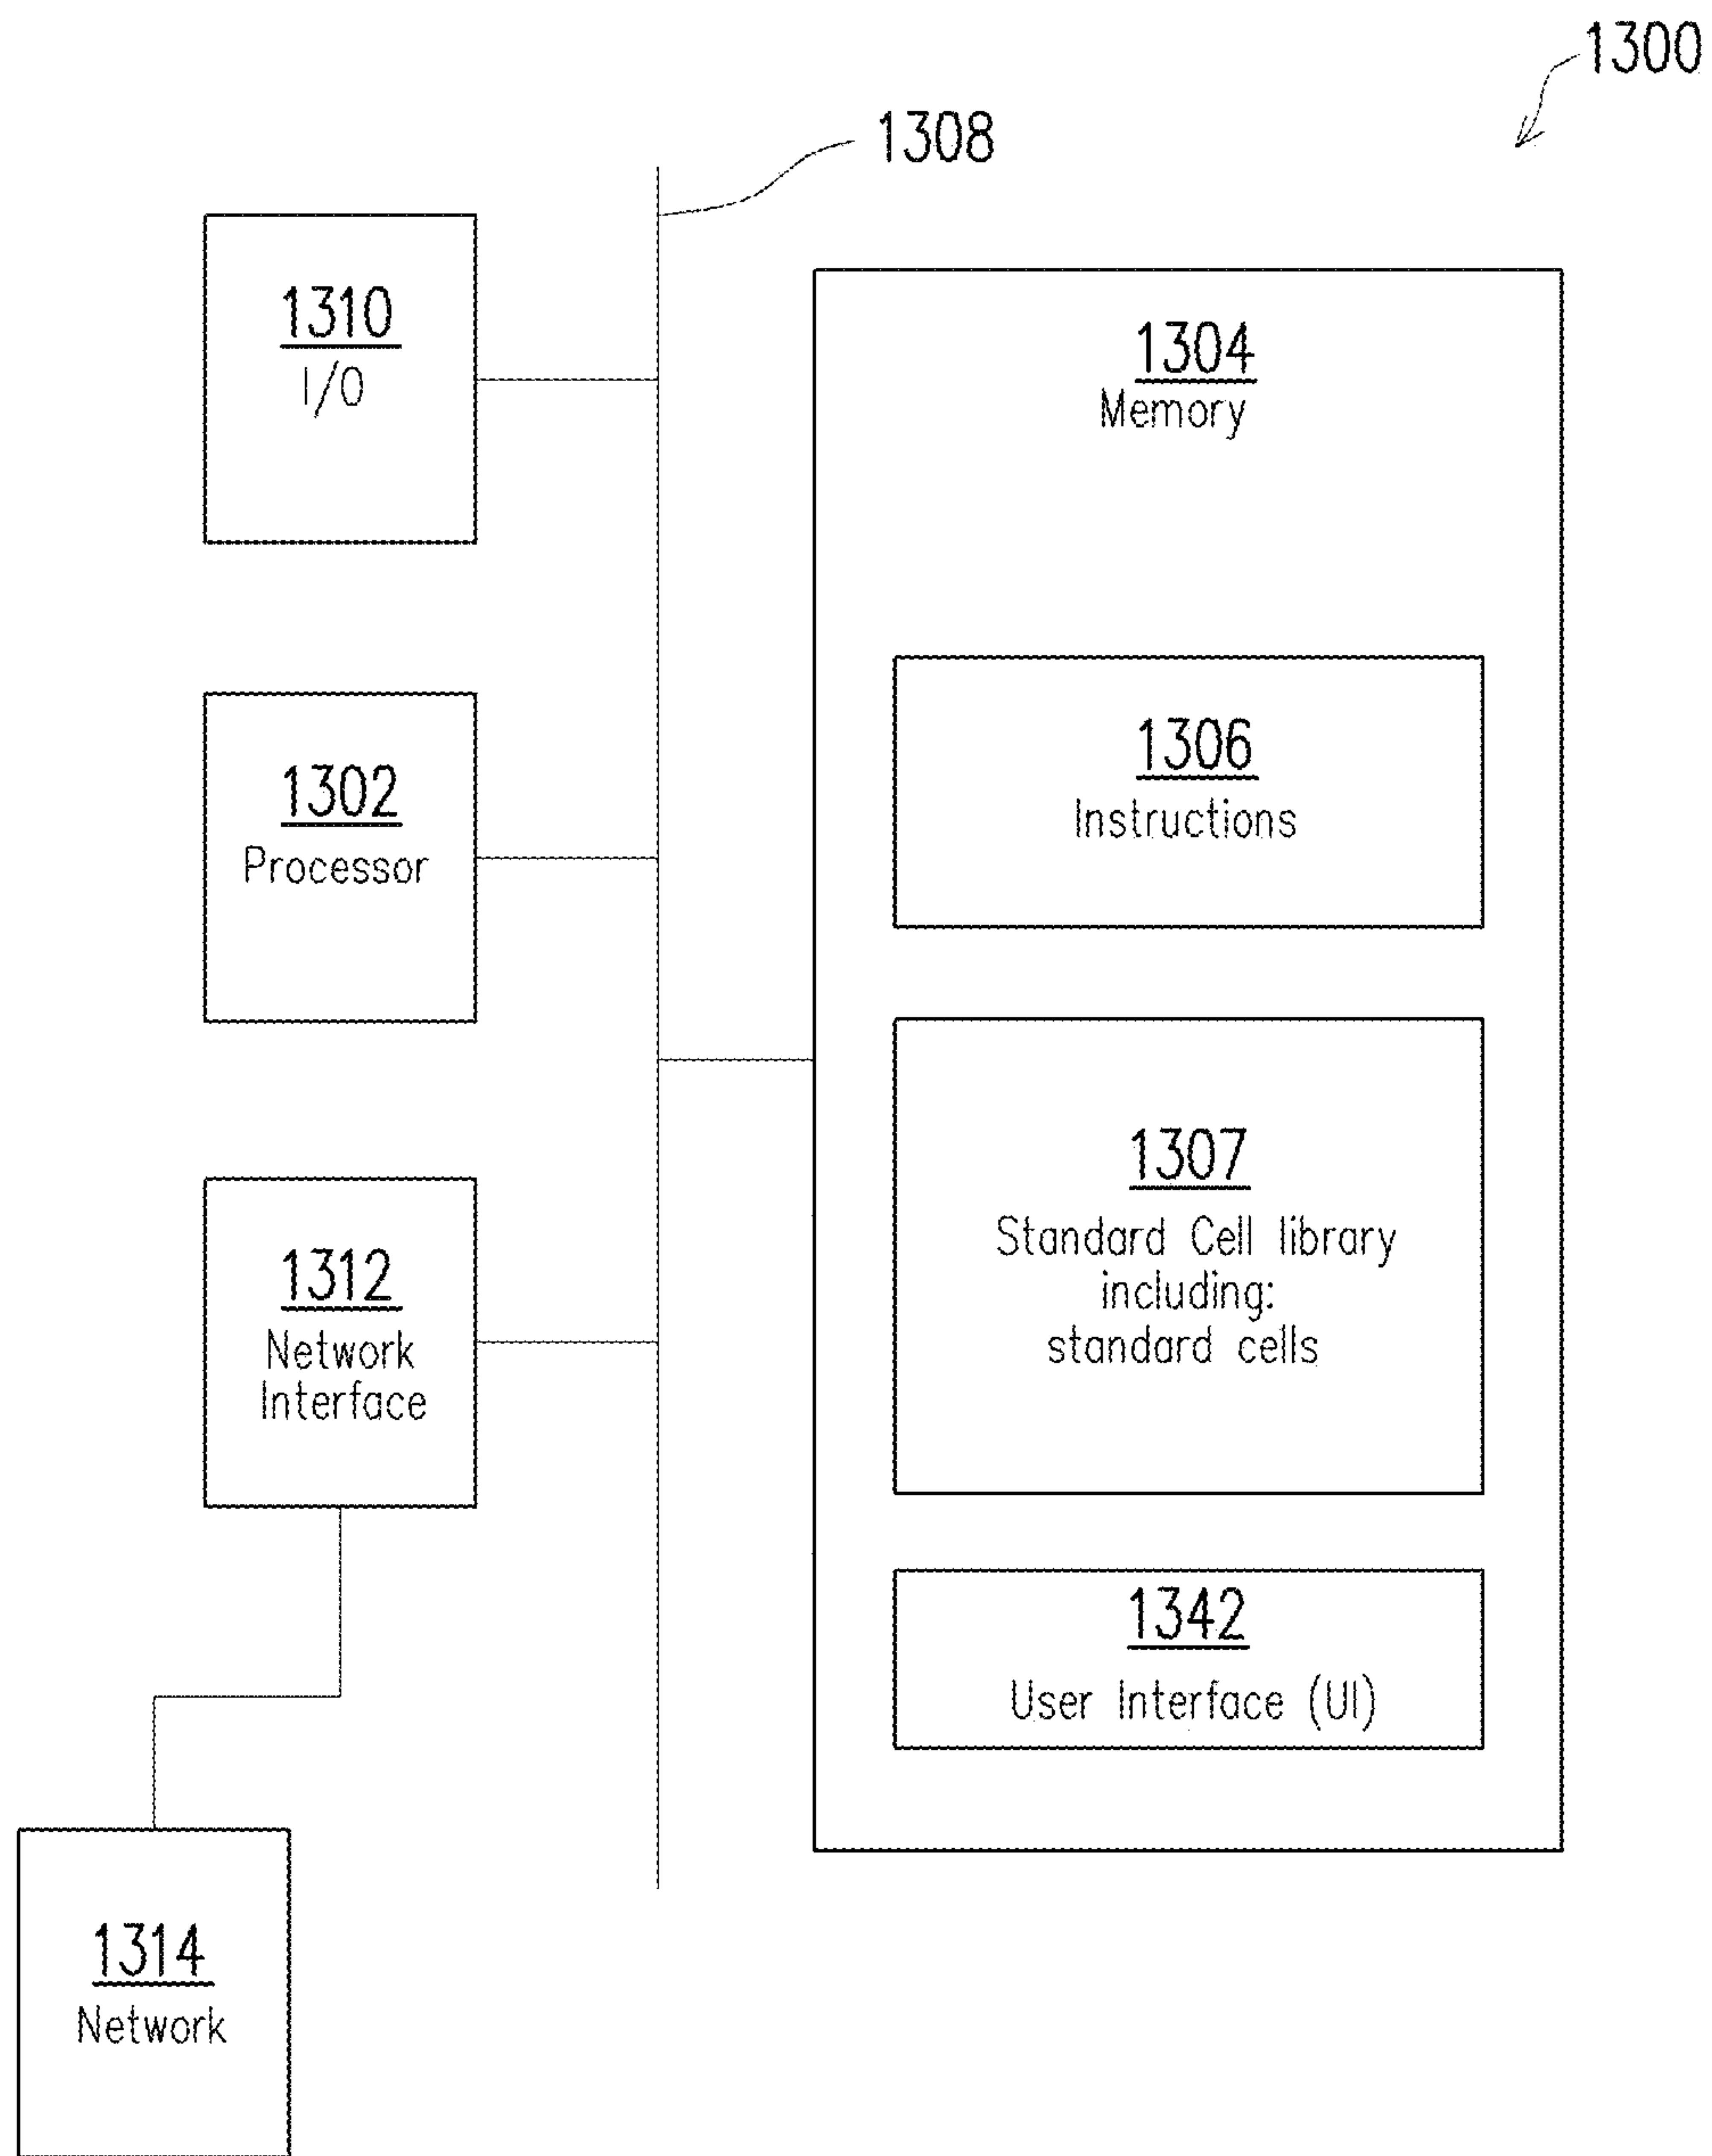 1300
1308
1310
I/O
1304
Memory
1306
Instructions
1302
Processor
1307
Standard Cell library
including:
standard cells
1312
Network
Interface
1342
User Interface (UI)
1314
Network